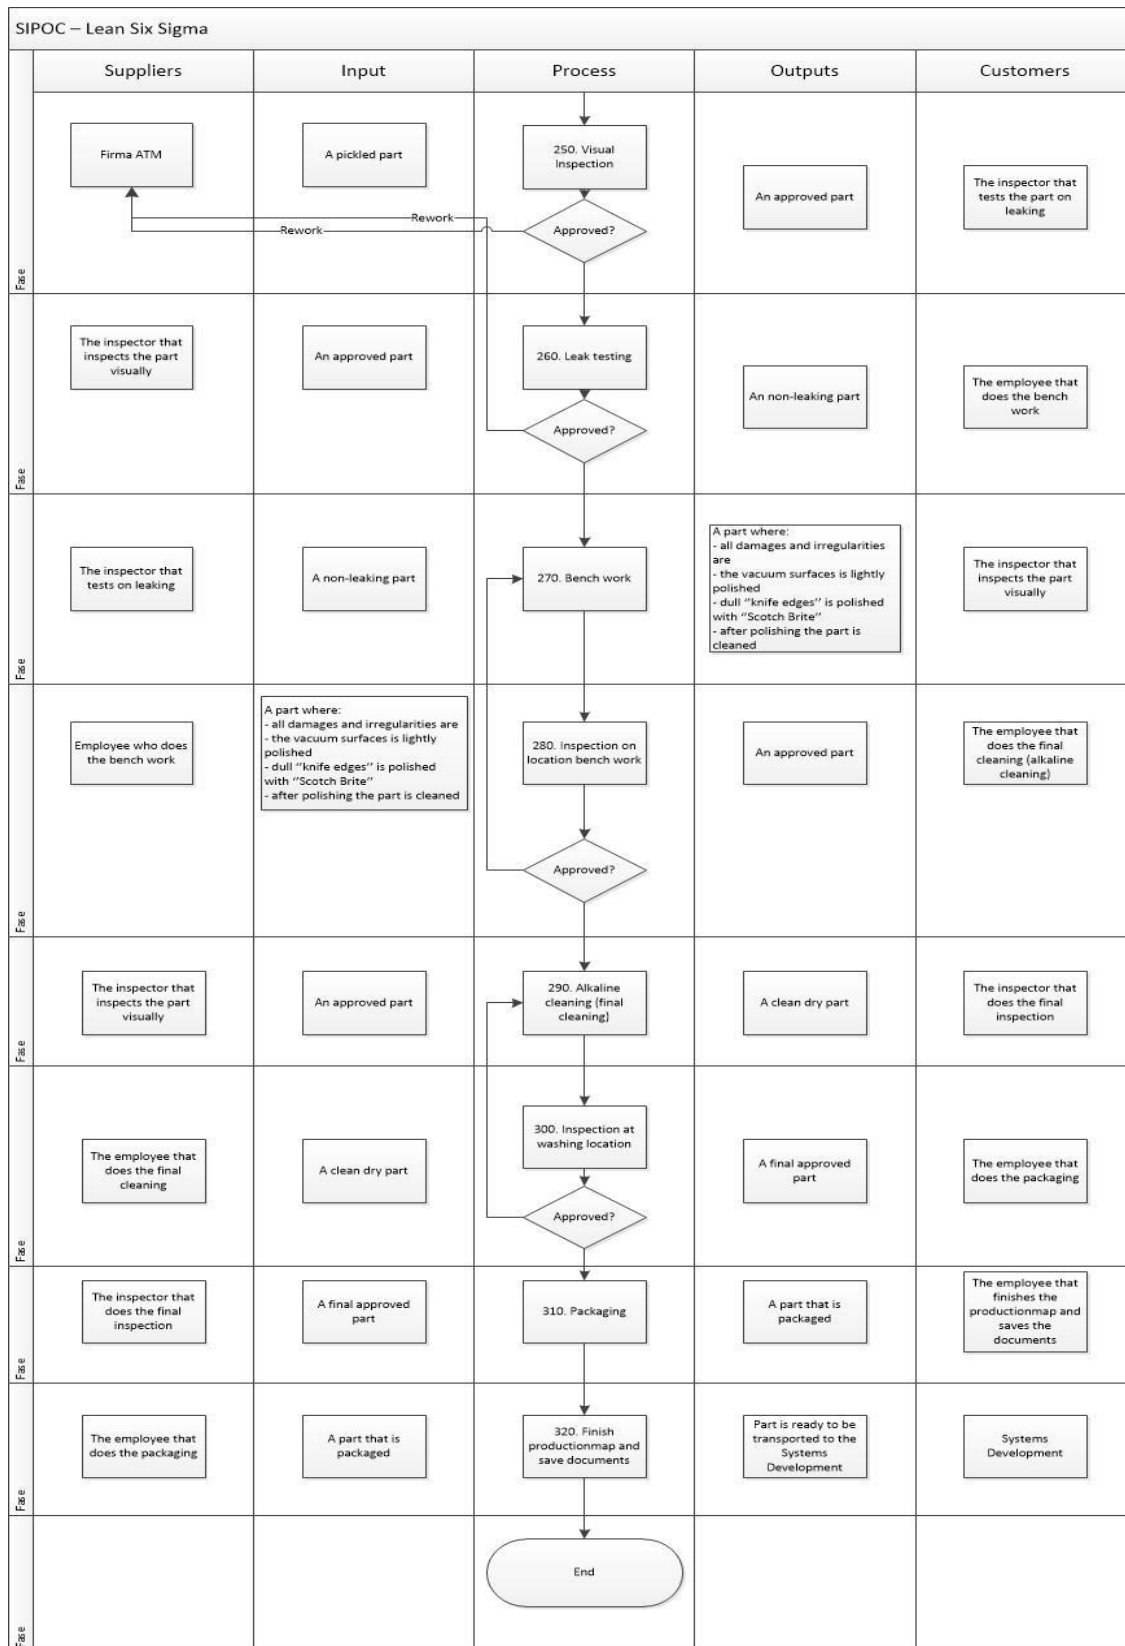 SIPOC – Lean Six Sigma
Suppliers
Input
Process
Outputs
Customers
Fase
Firma ATM
A pickled part
250. Visual
Inspection
Approved?
Rework
Rework
An approved part
The inspector that
tests the part on
leaking
Fase
The inspector that
inspects the part
visually
An approved part
260. Leak testing
Approved?
An non-leaking part
The employee that
does the bench
work
Fase
The inspector that
tests on leaking
A non-leaking part
270. Bench work
A part where:
- all damages and irregularities
are
- the vacuum surfaces is lightly
polished
- dull “knife edges” is polished
with “Scotch Brite”
- after polishing the part is
cleaned
The inspector that
inspects the part
visually
Fase
Employee who does
the bench work
A part where:
- all damages and irregularities are
- the vacuum surfaces is lightly
polished
- dull “knife edges” is polished
with “Scotch Brite”
- after polishing the part is cleaned
280. Inspection on
location bench work
Approved?
An approved part
The employee that
does the final
cleaning (alkaline
cleaning)
Fase
The inspector that
inspects the part
visually
An approved part
290. Alkaline
cleaning (final
cleaning)
A clean dry part
The inspector that
does the final
inspection
Fase
The employee that
does the final
cleaning
A clean dry part
300. Inspection at
washing location
Approved?
A final approved
part
The employee that
does the packaging
Fase
The inspector that
does the final
inspection
A final approved
part
310. Packaging
A part that is
packaged
The employee that
finishes the
productionmap and
saves the
documents
Fase
The employee that
does the packaging
A part that is
packaged
320. Finish
productionmap and
save documents
Part is ready to be
transported to the
Systems
Development
Systems
Development
Fase
End
Fase